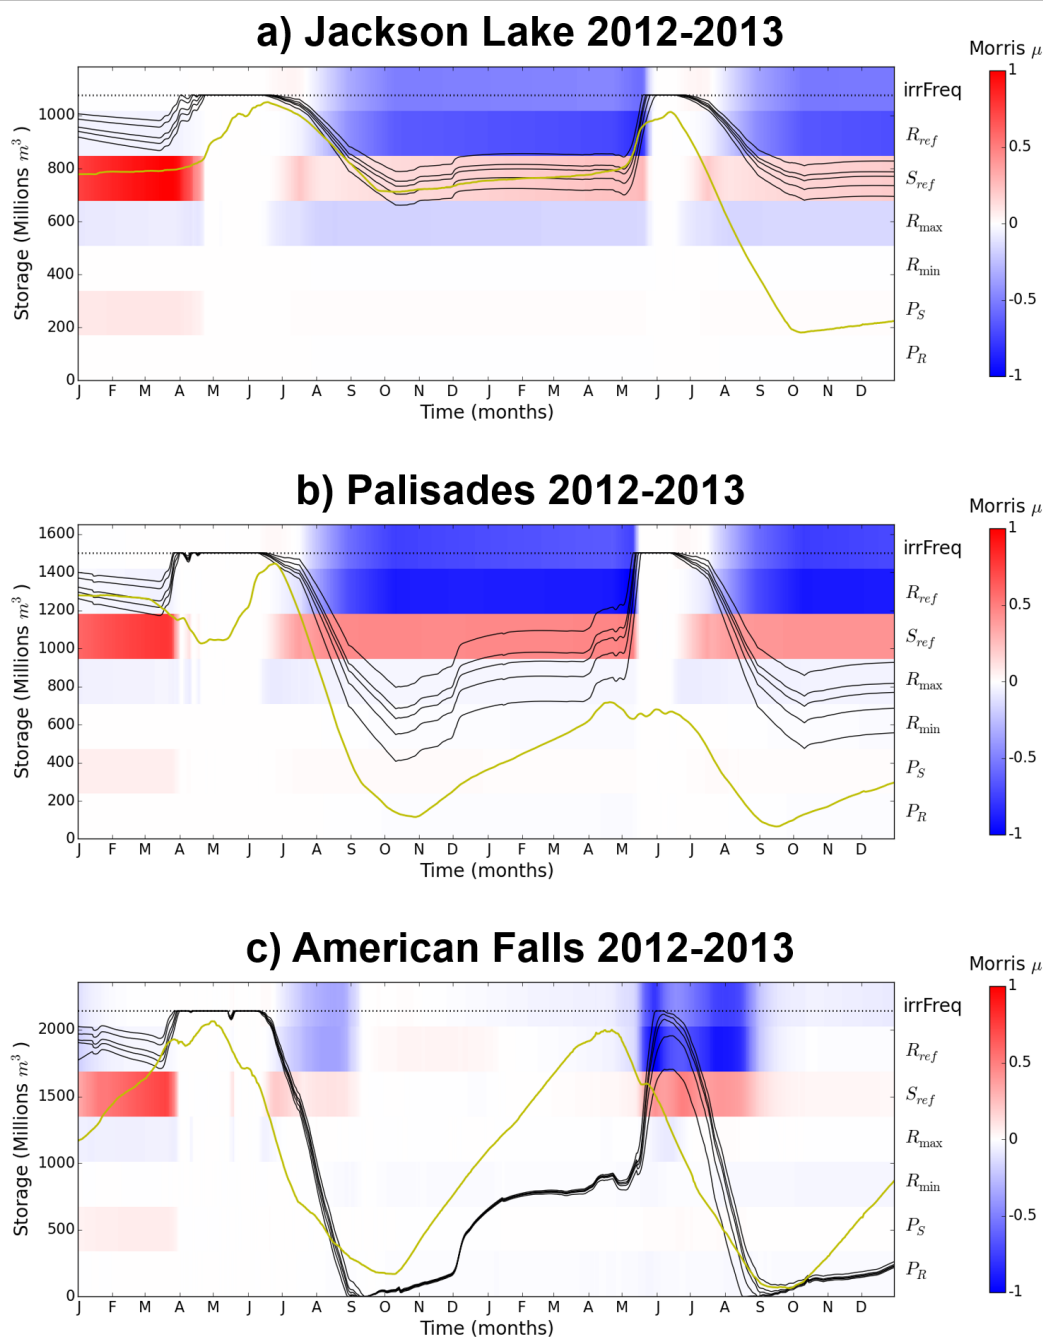 a) Jackson Lake 2012-2013
Morris μ
Storage (Millions m³ )
1000
800
600
400
200
0
irrFreq
R_ref
S_ref
R_max
R_min
P_S
P_R
1
0.5
0
-0.5
-1
J F M A M J J A S O N D J F M A M J J A S O N D
Time (months)
b) Palisades 2012-2013
Morris μ
Storage (Millions m³ )
1600
1400
1200
1000
800
600
400
200
0
irrFreq
R_ref
S_ref
R_max
R_min
P_S
P_R
1
0.5
0
-0.5
-1
J F M A M J J A S O N D J F M A M J J A S O N D
Time (months)
c) American Falls 2012-2013
Morris μ
Storage (Millions m³ )
2000
1500
1000
500
0
irrFreq
R_ref
S_ref
R_max
R_min
P_S
P_R
1
0.5
0
-0.5
-1
J F M A M J J A S O N D J F M A M J J A S O N D
Time (months)